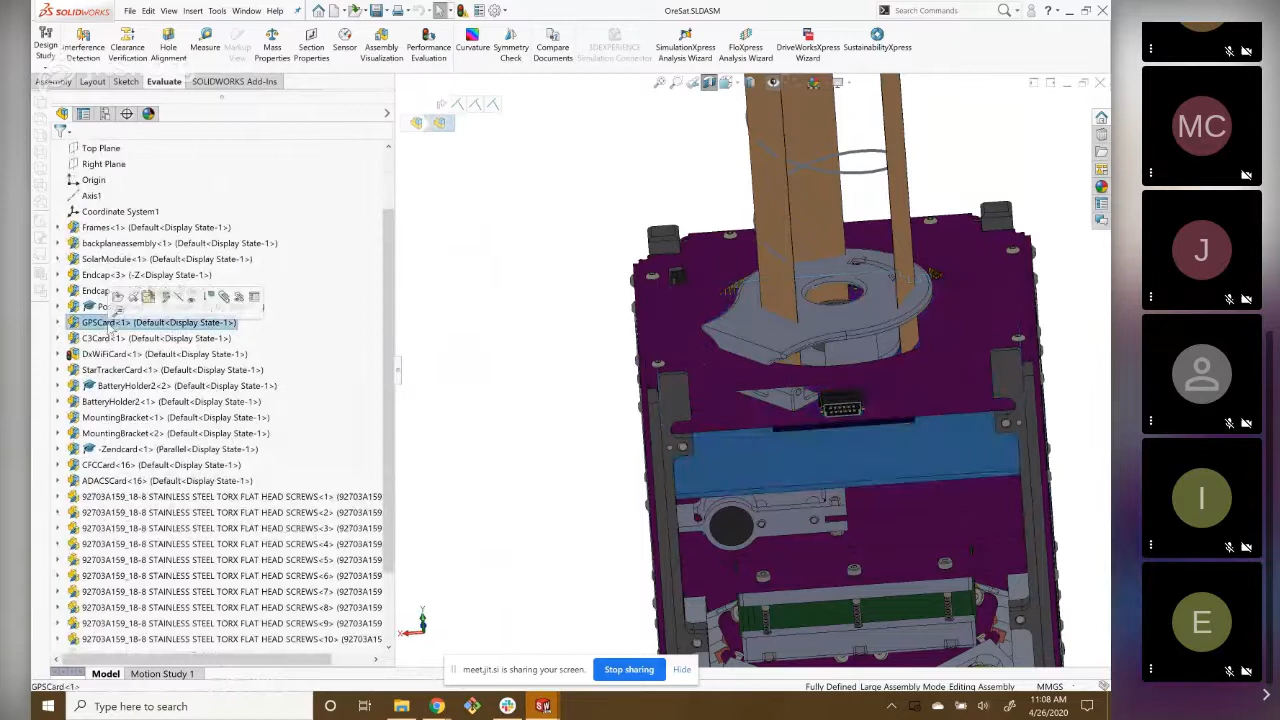 SOLIDWORKS
File Edit View Insert Tools Window
OreSat.SLDASM
Search Commands
Design Study
Interference Detection
Clearance Verification
Hole Alignment
Measure
Markup View
Mass Properties
Section Properties
Sensor
Assembly Visualization
Performance Evaluation
Curvature
Symmetry Check
Compare Documents
3DEXPERIENCE Simulation Connector
SimulationXpress Analysis Wizard
FloXpress Analysis Wizard
DriveWorksXpress Wizard
SustainabilityXpress
Assembly Layout Sketch Evaluate SOLIDWORKS Add-Ins
Top Plane
Right Plane
Origin
Axis1
Coordinate System1
Frames<1> (Default<Display State-1>)
backplaneassembly<1> (Default<Display State-1>)
SolarModule<1> (Default<Display State-1>)
Endcap<3> (-Z<Display State-1>)
Endcap
Po
GPSCard<1> (Default<Display State-1>)
C3Card<1> (Default<Display State-1>)
DxWiFiCard<1> (Default<Display State-1>)
StarTrackerCard<1> (Default<Display State-1>)
BatteryHolder2<2> (Default<Display State-1>)
BatteryHolder2<1> (Default<Display State-1>)
MountingBracket<1> (Default<Display State-1>)
MountingBracket<2> (Default<Display State-1>)
-Zendcard<1> (Parallel<Display State-1>)
CFCCard<16> (Default<Display State-1>)
ADACSCard<16> (Default<Display State-1>)
92703A159_18-8 STAINLESS STEEL TORX FLAT HEAD SCREWS<1> (92703A159
92703A159_18-8 STAINLESS STEEL TORX FLAT HEAD SCREWS<2> (92703A159
92703A159_18-8 STAINLESS STEEL TORX FLAT HEAD SCREWS<3> (92703A159
92703A159_18-8 STAINLESS STEEL TORX FLAT HEAD SCREWS<4> (92703A159
92703A159_18-8 STAINLESS STEEL TORX FLAT HEAD SCREWS<5> (92703A159
92703A159_18-8 STAINLESS STEEL TORX FLAT HEAD SCREWS<6> (92703A159
92703A159_18-8 STAINLESS STEEL TORX FLAT HEAD SCREWS<7> (92703A159
92703A159_18-8 STAINLESS STEEL TORX FLAT HEAD SCREWS<8> (92703A159
92703A159_18-8 STAINLESS STEEL TORX FLAT HEAD SCREWS<9> (92703A159
92703A159_18-8 STAINLESS STEEL TORX FLAT HEAD SCREWS<10> (92703A15
Y
X
Model Motion Study 1
meet.jit.si is sharing your screen. Stop sharing Hide
GPSCard<1>
Fully Defined Large Assembly Mode Editing Assembly MMGS
Type here to search
11:08 AM
4/26/2020
MC
J
I
E